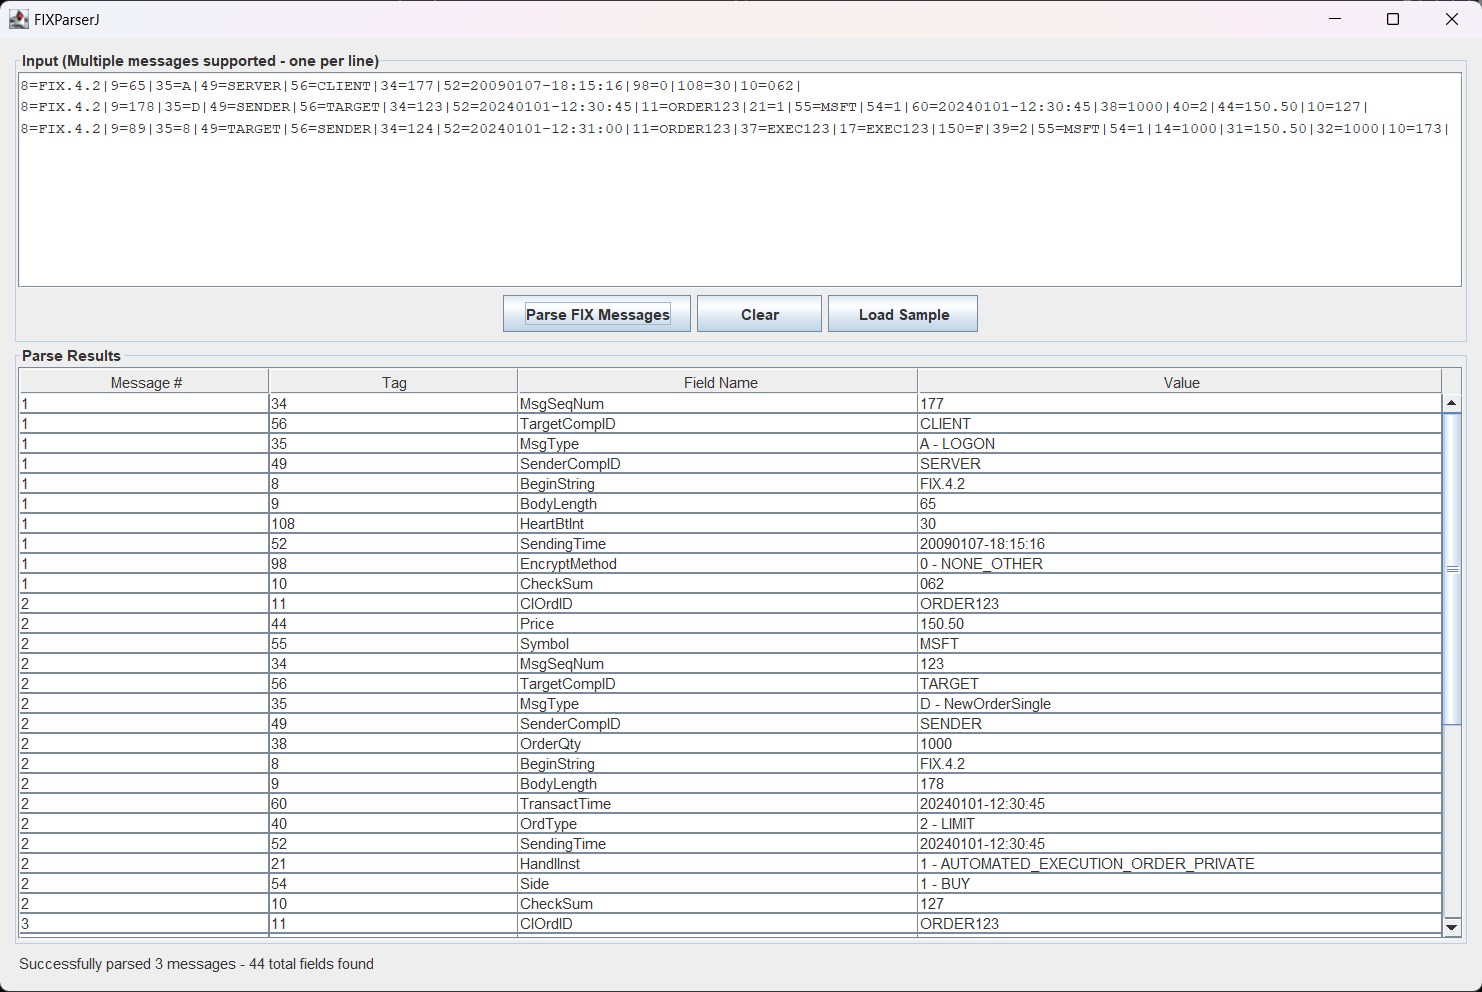 FIXParserJ
Input (Multiple messages supported - one per line)
8=FIX.4.2|9=65|35=A|49=SERVER|56=CLIENT|34=177|52=20090107-18:15:16|98=0|108=30|10=062|
8=FIX.4.2|9=178|35=D|49=SENDER|56=TARGET|34=123|52=20240101-12:30:45|11=ORDER123|21=1|55=MSFT|54=1|60=20240101-12:30:45|38=1000|40=2|44=150.50|10=127|
8=FIX.4.2|9=89|35=8|49=TARGET|56=SENDER|34=124|52=20240101-12:31:00|11=ORDER123|37=EXEC123|17=EXEC123|150=F|39=2|55=MSFT|54=1|14=1000|31=150.50|32=1000|10=173|
Parse FIX Messages Clear Load Sample
Parse Results
Message # Tag Field Name Value
1 34 MsgSeqNum 177
1 56 TargetCompID CLIENT
1 35 MsgType A - LOGON
1 49 SenderCompID SERVER
1 8 BeginString FIX.4.2
1 9 BodyLength 65
1 108 HeartBtInt 30
1 52 SendingTime 20090107-18:15:16
1 98 EncryptMethod 0 - NONE_OTHER
1 10 CheckSum 062
2 11 ClOrdID ORDER123
2 44 Price 150.50
2 55 Symbol MSFT
2 34 MsgSeqNum 123
2 56 TargetCompID TARGET
2 35 MsgType D - NewOrderSingle
2 49 SenderCompID SENDER
2 38 OrderQty 1000
2 8 BeginString FIX.4.2
2 9 BodyLength 178
2 60 TransactTime 20240101-12:30:45
2 40 OrdType 2 - LIMIT
2 52 SendingTime 20240101-12:30:45
2 21 HandlInst 1 - AUTOMATED_EXECUTION_ORDER_PRIVATE
2 54 Side 1 - BUY
2 10 CheckSum 127
3 11 ClOrdID ORDER123
Successfully parsed 3 messages - 44 total fields found